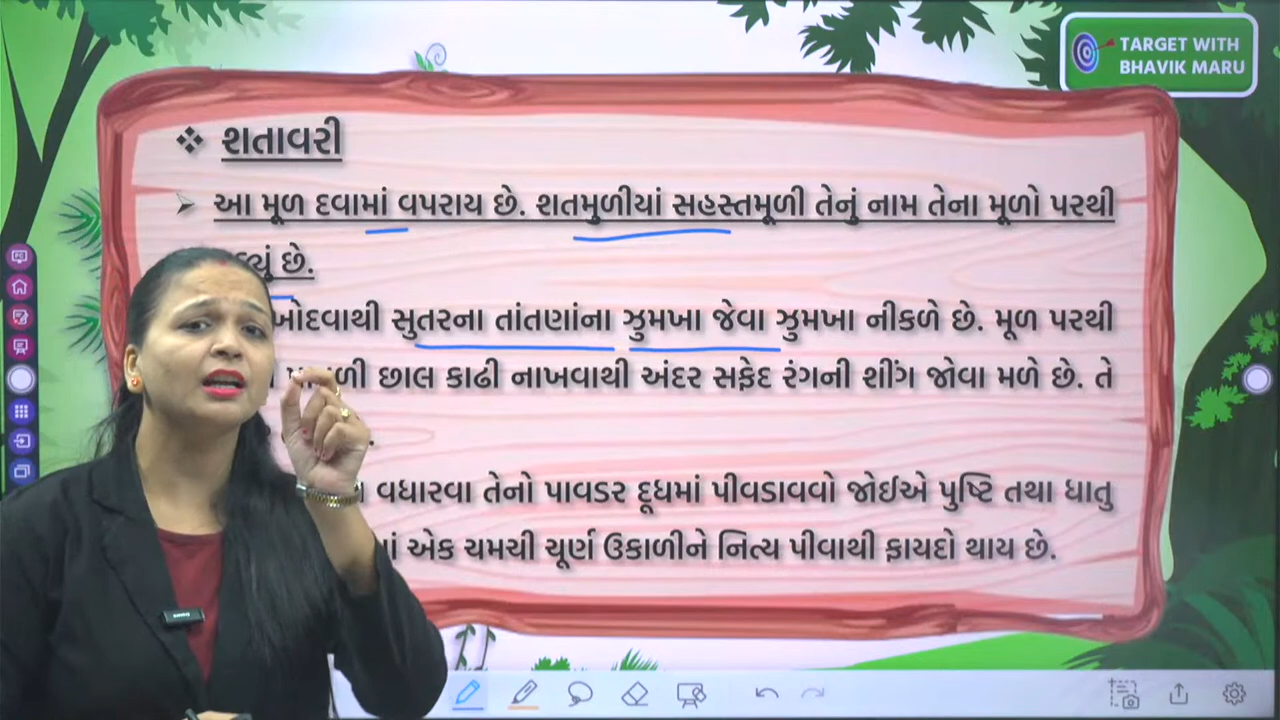 TARGET WITH
BHAVIK MARU
❖ શતાવરી
➢ આ મૂળ દવામાં વપરાય છે. શતમુળીયાં સહસ્તમૂળી તેનું નામ તેના મૂળો પરથી
છે.
ખોદવાથી સુતરના તાંતણાંના ઝુમખા જેવા ઝુમખા નીકળે છે. મૂળ પરથી
છાલ કાઢી નાખવાથી અંદર સફેદ રંગની શીંગ જોવા મળે છે. તે
વધારવા તેનો પાવડર દૂધમાં પીવડાવવો જોઈએ પુષ્ટિ તથા ધાતુ
એક ચમચી ચૂર્ણ ઉકાળીને નિત્ય પીવાથી ફાયદો થાય છે.